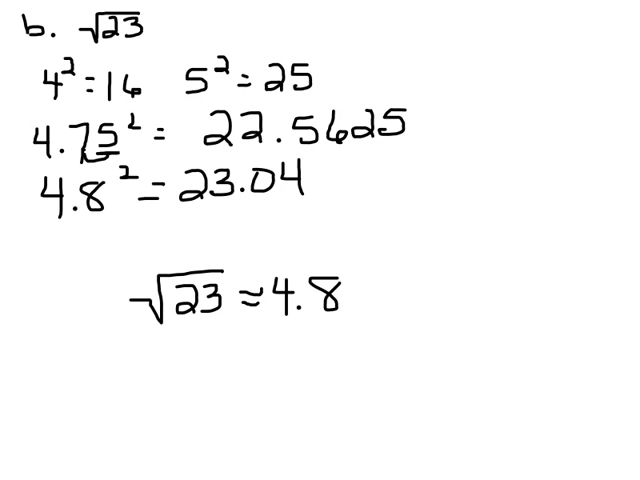 b. √23
4² = 16 5² = 25
4.75² = 22.5625
4.8² = 23.04
√23 ≈ 4.8